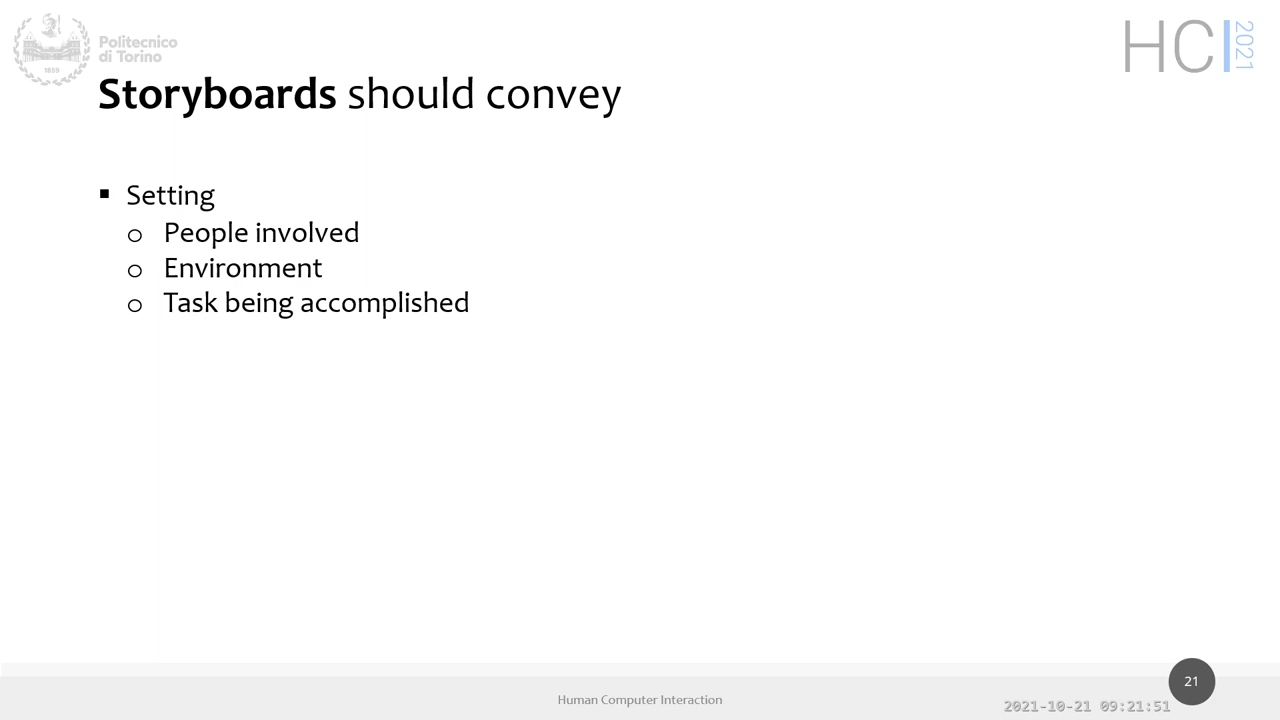 Politecnico
di Torino
1859
HCI
2021
Storyboards should convey
▪ Setting
o People involved
o Environment
o Task being accomplished
Human Computer Interaction
21
2021-10-21 09:21:51